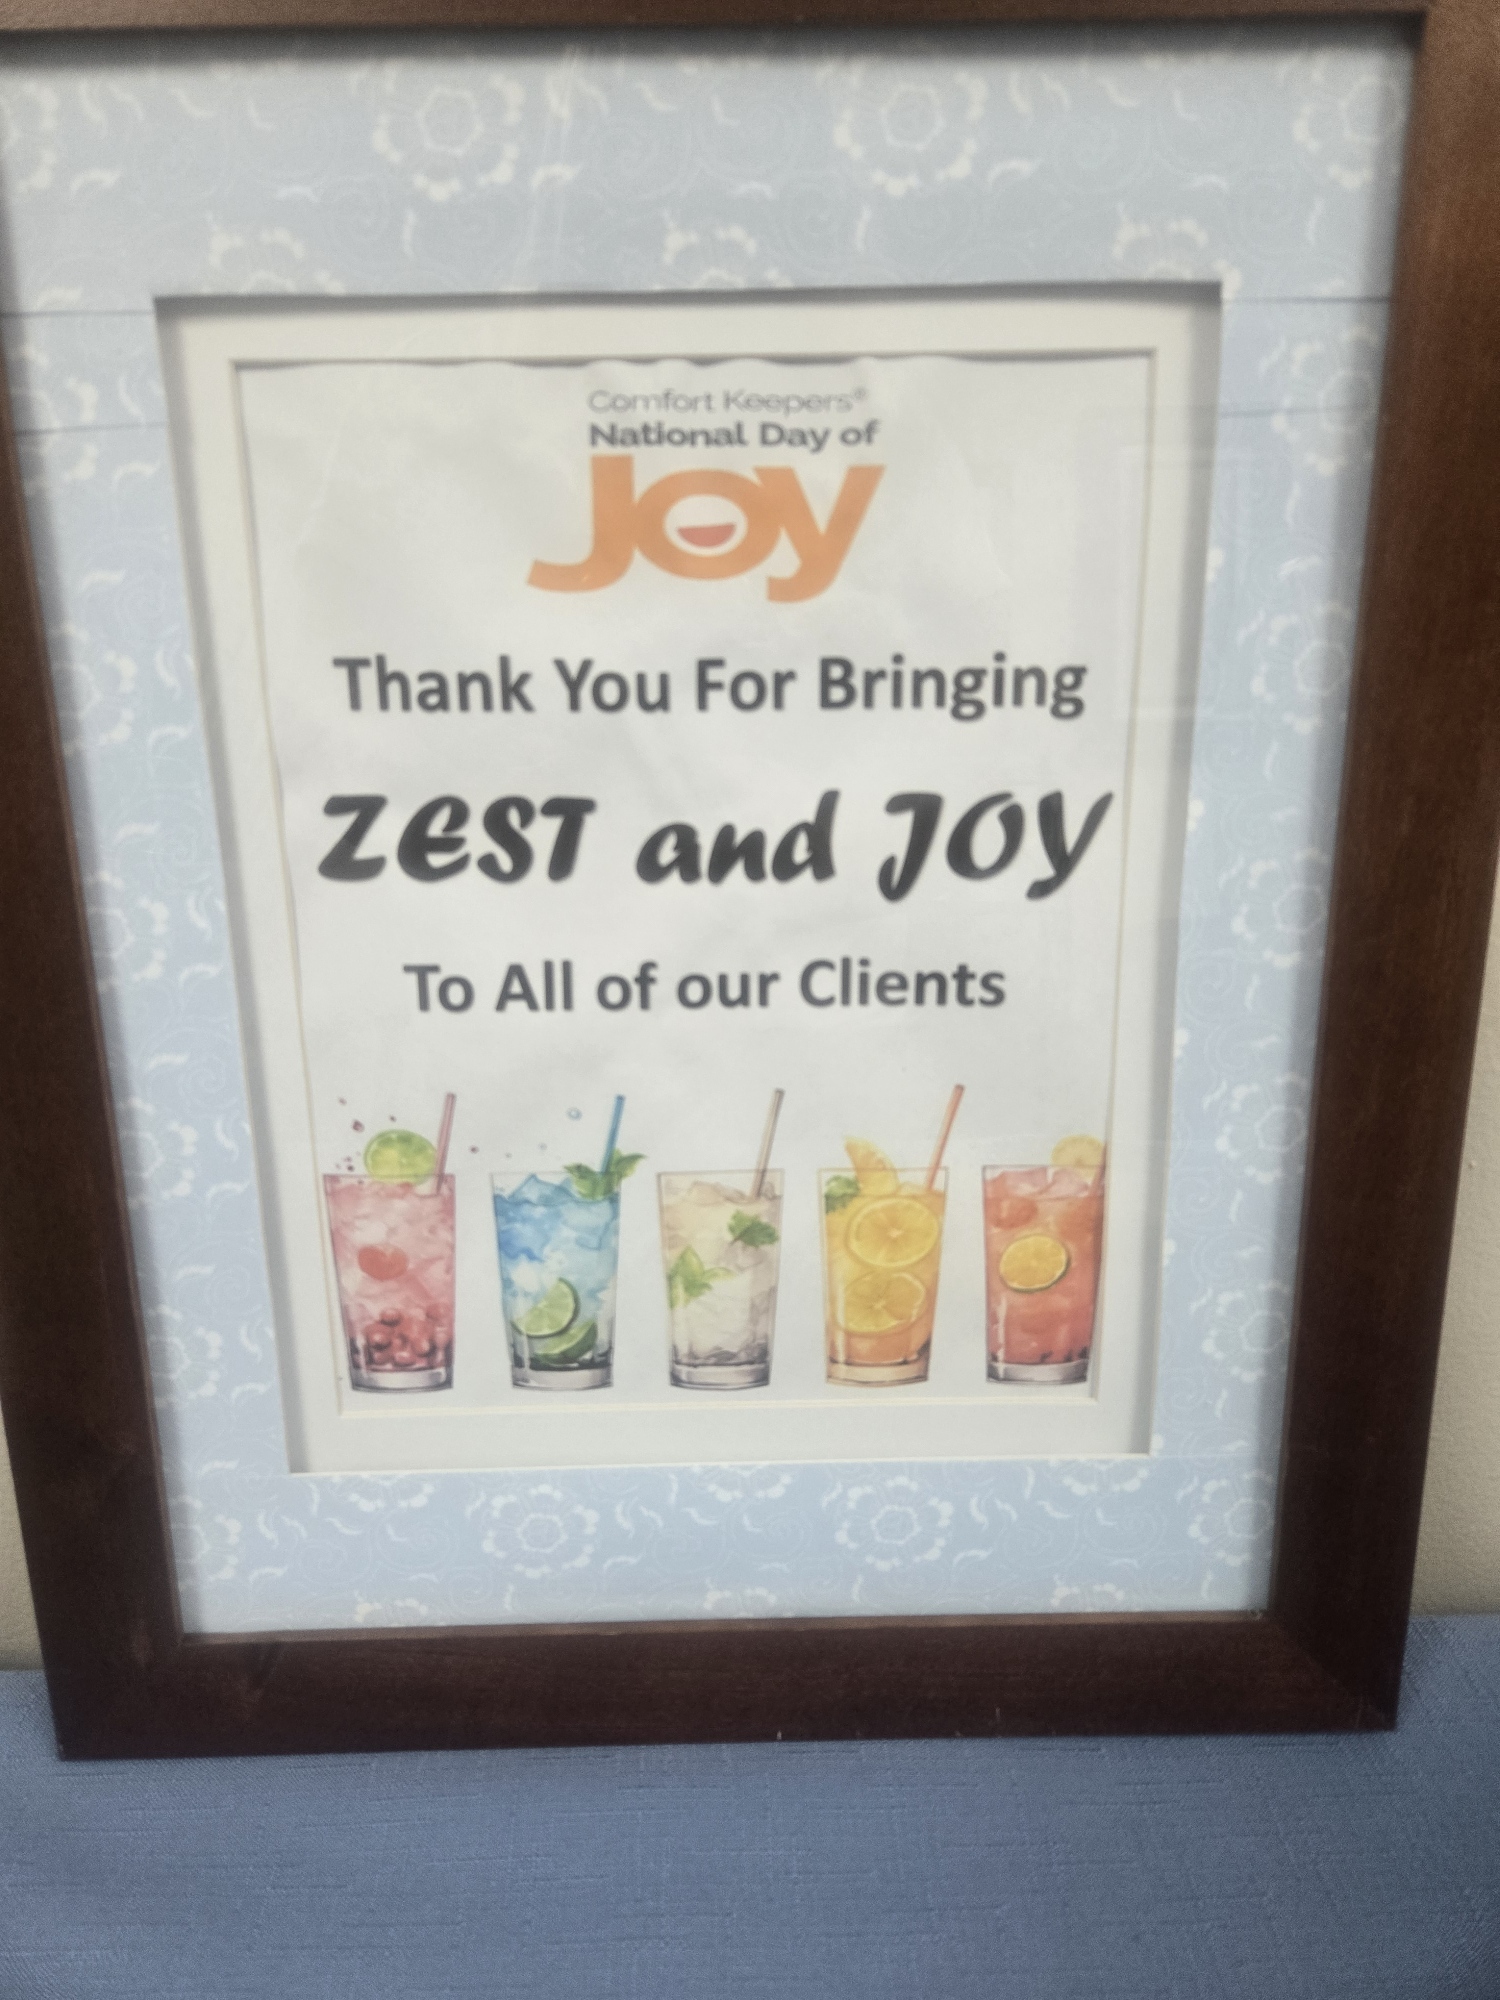 Comfort Keepers®
National Day of
Joy
Thank You For Bringing
ZEST and JOY
To All of our Clients